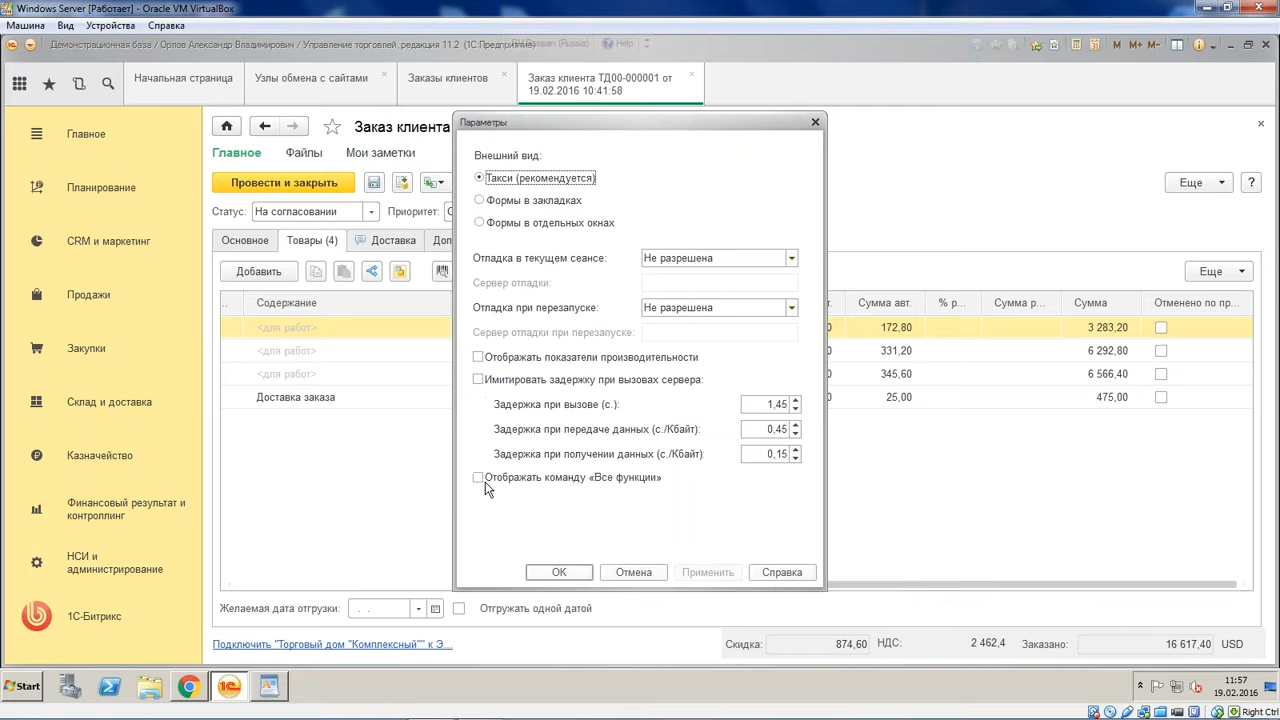 Windows Server [Работает] - Oracle VM VirtualBox
Машина Вид Устройства Справка
Демонстрационная база / Орлов Александр Владимирович / Управление торговлей, редакция 11.2 (1С:Предприятие)
RU Russian (Russia) Help
M M+ M-
Начальная страница
Узлы обмена с сайтами
Заказы клиентов
Заказ клиента ТД00-000001 от
19.02.2016 10:41:58
Главное
Планирование
CRM и маркетинг
Продажи
Закупки
Склад и доставка
Казначейство
Финансовый результат и
контроллинг
НСИ и
администрирование
1С-Битрикс
Заказ клиента
Главное Файлы Мои заметки
Провести и закрыть
Еще ?
Статус: На согласовании Приоритет:
Основное Товары (4) Доставка Доп
Добавить
Еще
Содержание
Сумма авт. % р... Сумма р... Сумма Отменено по пр...
<для работ> 172,80 3 283,20
<для работ> 331,20 6 292,80
<для работ> 345,60 6 566,40
Доставка заказа 25,00 475,00
Параметры
Внешний вид:
Такси (рекомендуется)
Формы в закладках
Формы в отдельных окнах
Отладка в текущем сеансе: Не разрешена
Сервер отладки:
Отладка при перезапуске: Не разрешена
Сервер отладки при перезапуске:
Отображать показатели производительности
Имитировать задержку при вызовах сервера:
Задержка при вызове (с.): 1,45
Задержка при передаче данных (с./Кбайт): 0,45
Задержка при получении данных (с./Кбайт): 0,15
Отображать команду «Все функции»
OK Отмена Применить Справка
Желаемая дата отгрузки: . . Отгружать одной датой
Подключить "Торговый дом "Комплексный"" к Э...
Скидка: 874,60 НДС: 2 462,4 Заказано: 16 617,40 USD
Start
11:57
19.02.2016
Right Ctrl